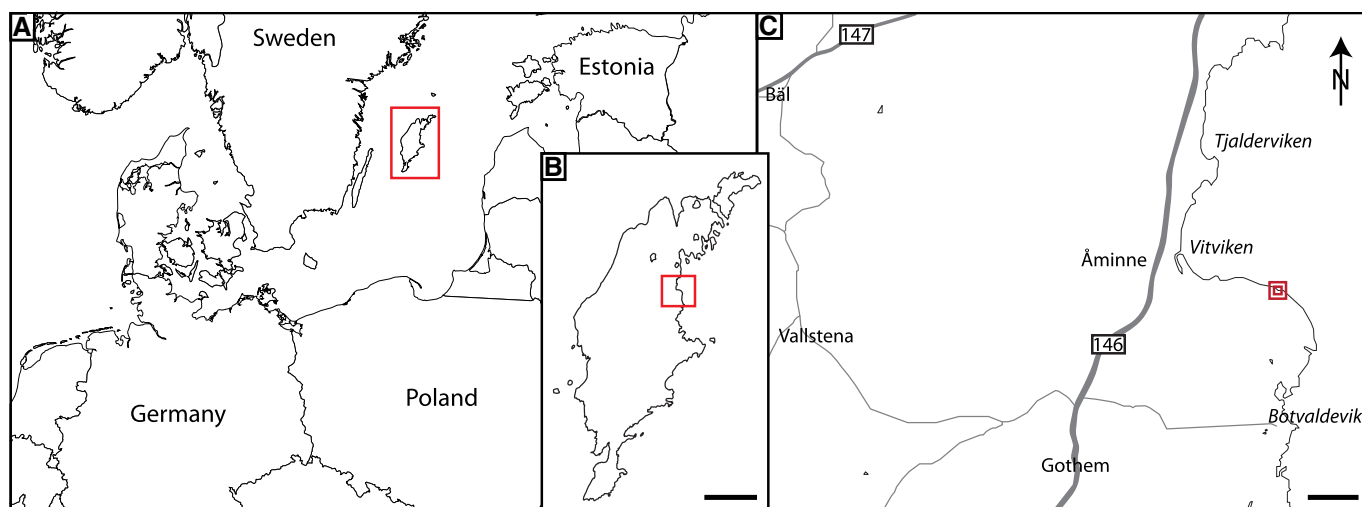 A
Sweden
Estonia
Germany
Poland
B
C
147
Bäl
N
Tjalderviken
Vitviken
Åminne
Vallstena
146
Botvaldevik
Gothem